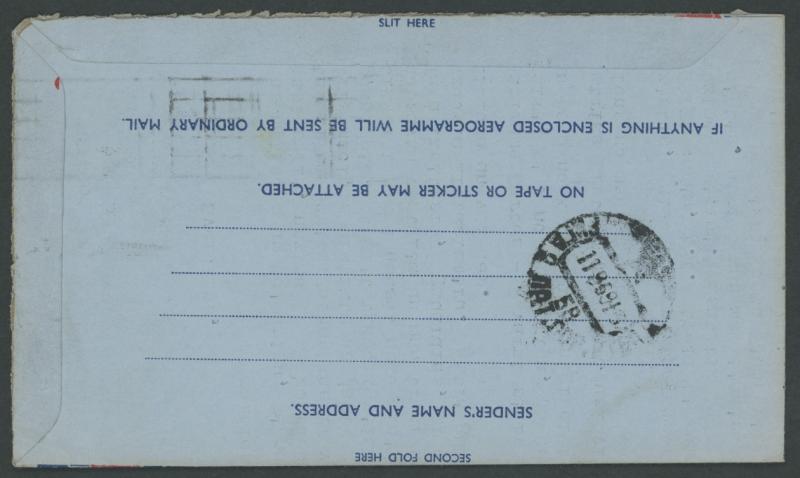 SLIT HERE
SECOND FOLD HERE
SENDER'S NAME AND ADDRESS.
NO TAPE OR STICKER MAY BE ATTACHED.
IF ANYTHING IS ENCLOSED AEROGRAMME WILL BE SENT BY ORDINARY MAIL.